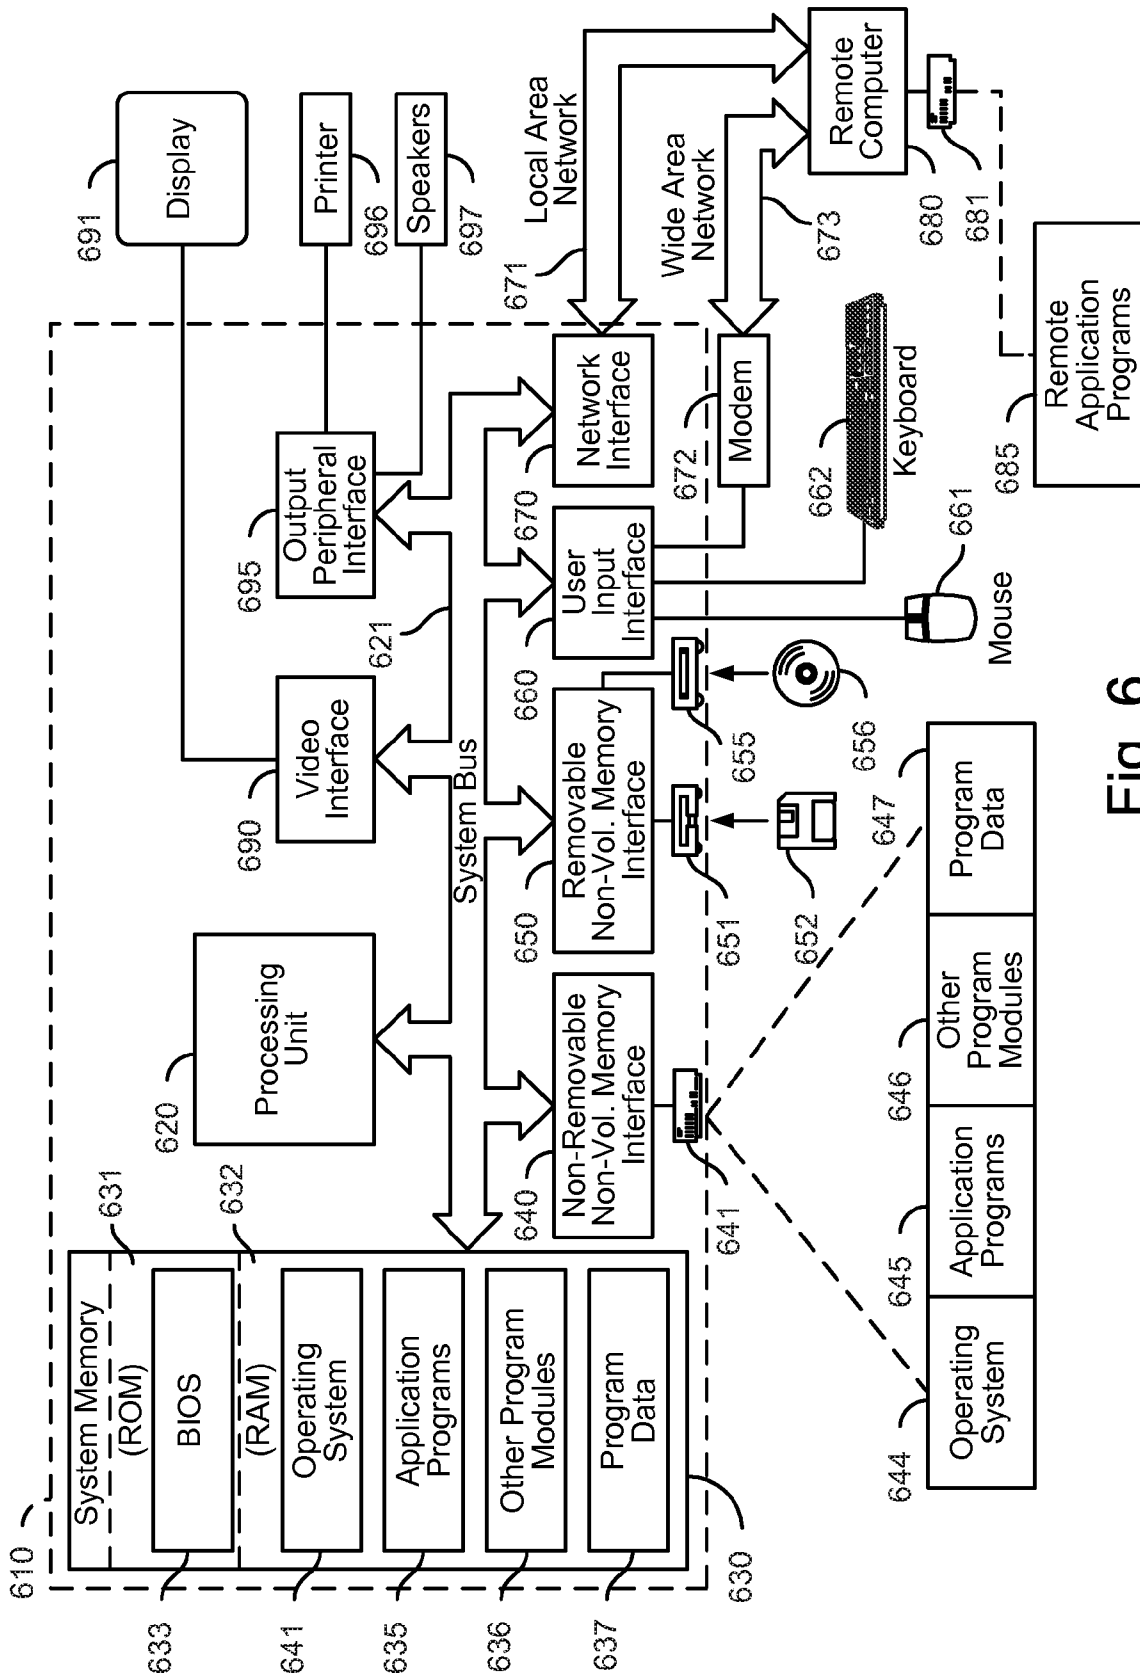 610
System Memory
(ROM)
631
633
BIOS
(RAM)
632
641
Operating
System
635
Application
Programs
636
Other Program
Modules
637
Program
Data
630
620
Processing
Unit
690
Video
Interface
695
Output
Peripheral
Interface
691
Display
Printer
696
Speakers
697
System Bus
621
640
Non-Removable
Non-Vol. Memory
Interface
650
Removable
Non-Vol. Memory
Interface
660
User
Input
Interface
670
Network
Interface
671
Local Area
Network
672
Modem
Wide Area
Network
673
Remote
Computer
680
681
641
651
652
655
656
Mouse
661
662
Keyboard
685
Remote
Application
Programs
644
Operating
System
645
Application
Programs
646
Other
Program
Modules
647
Program
Data
Fig. 6